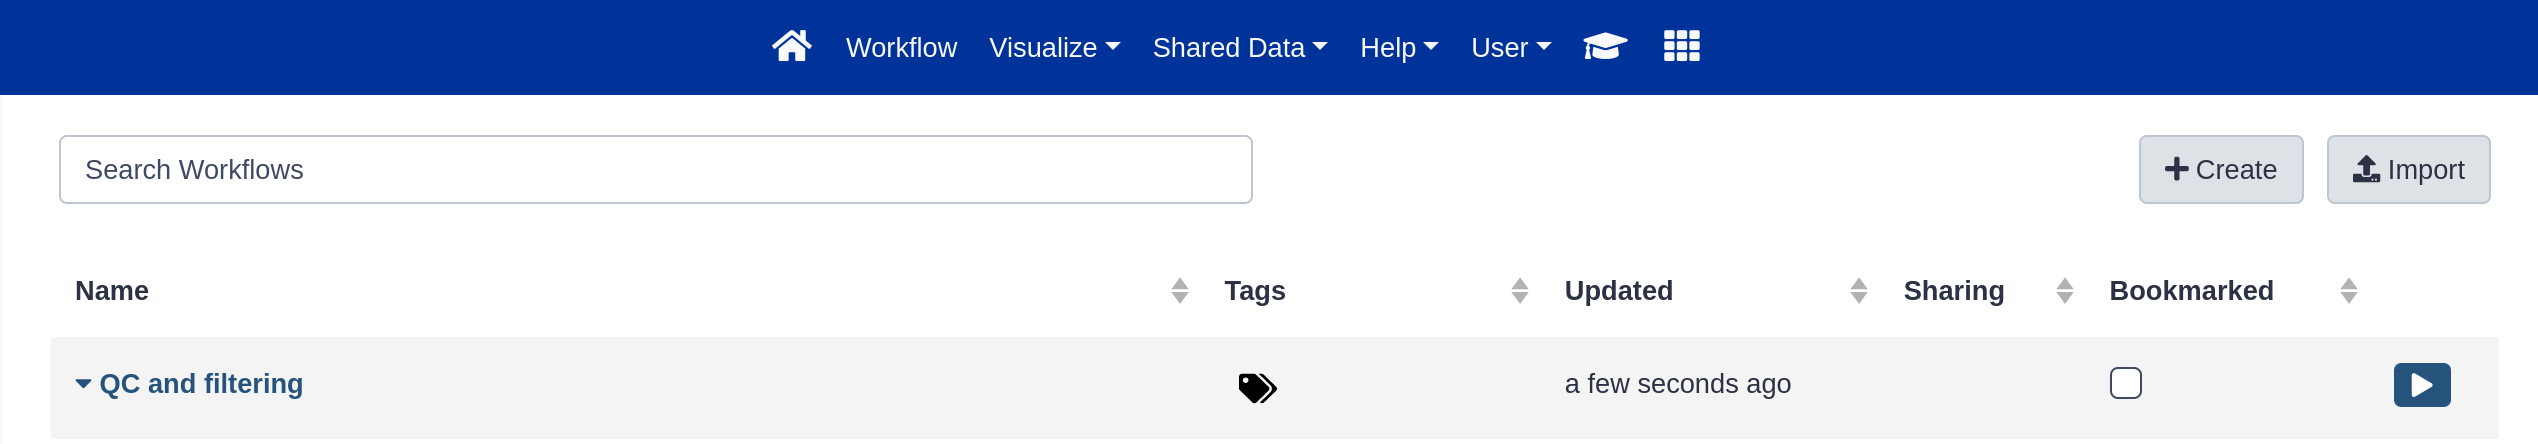 Workflow Visualize Shared Data Help User
Search Workflows
Create Import
Name Tags Updated Sharing Bookmarked
QC and filtering a few seconds ago